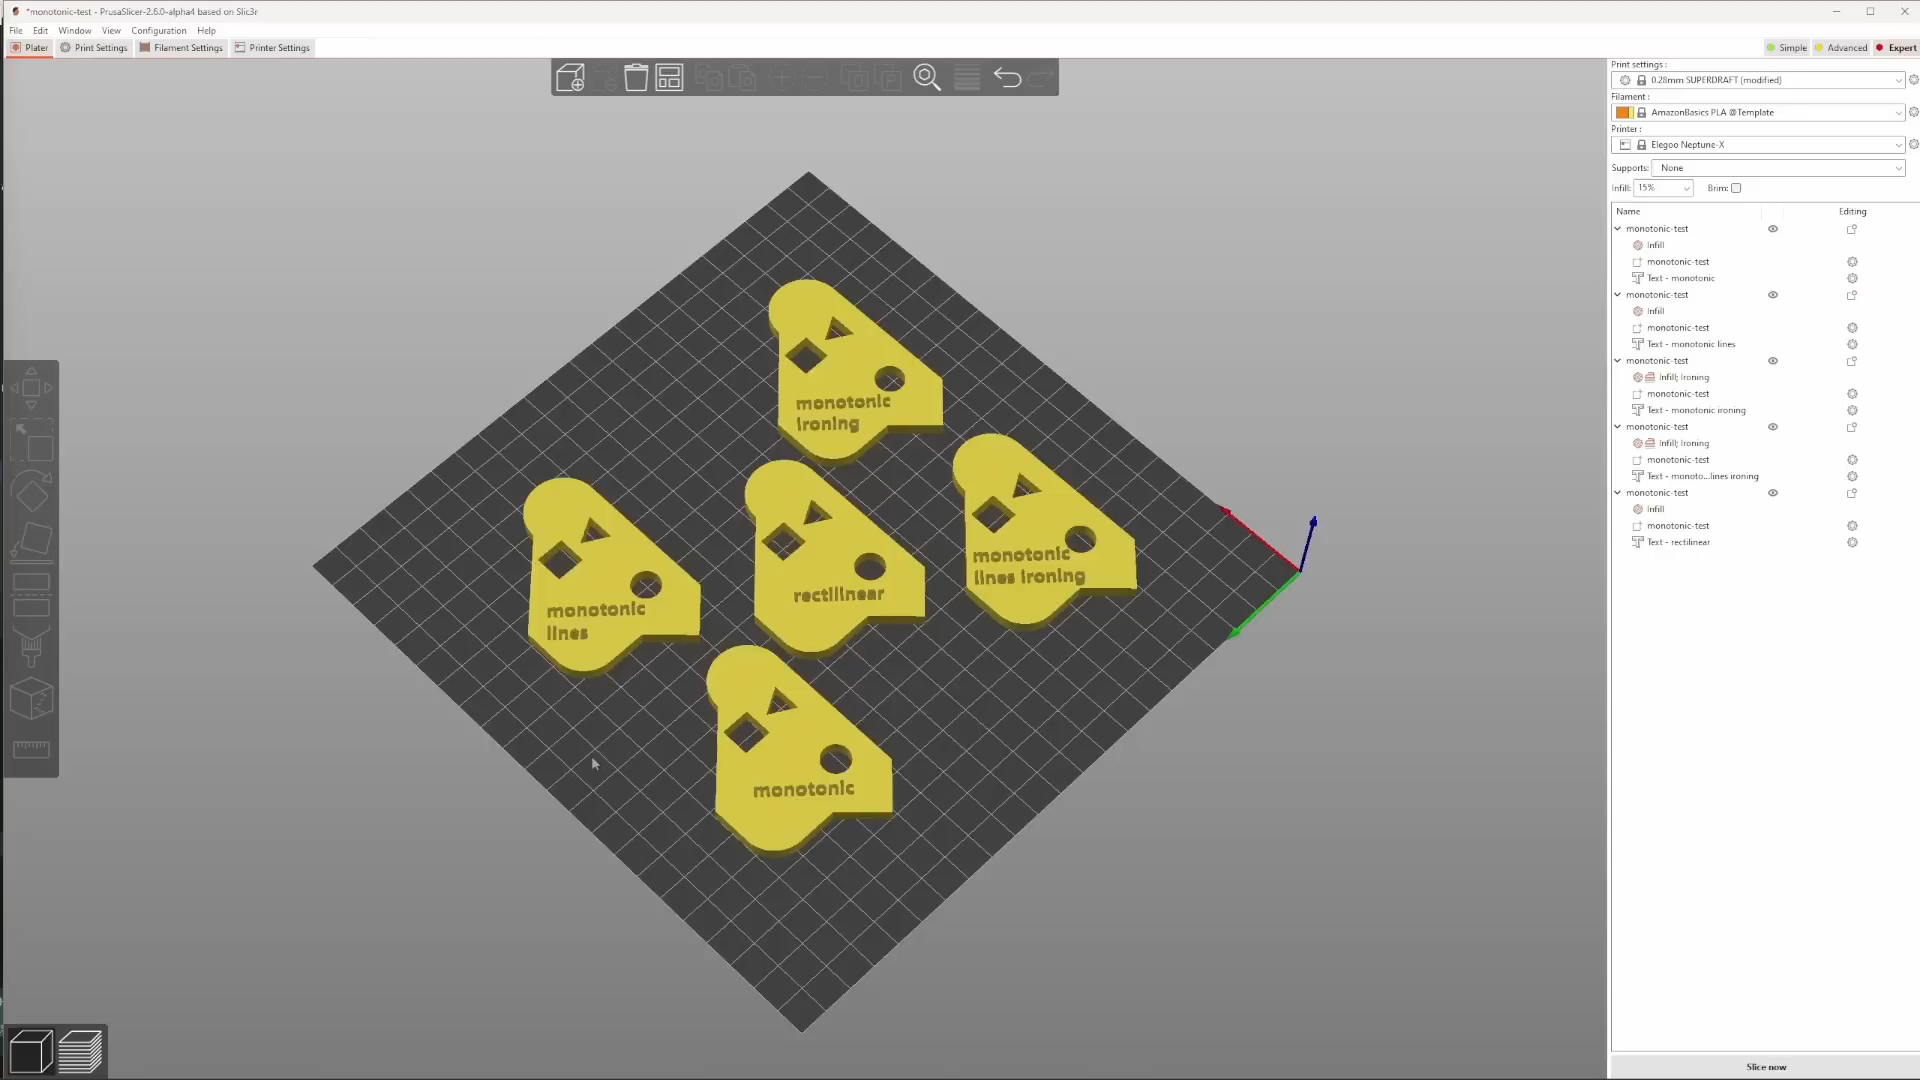 *monotonic-test - PrusaSlicer-2.6.0-alpha4 based on Slic3r
File Edit Window View Configuration Help
Plater Print Settings Filament Settings Printer Settings
Simple Advanced Expert
Print settings :
0.28mm SUPERDRAFT (modified)
Filament :
AmazonBasics PLA @Template
Printer :
Elegoo Neptune-X
Supports: None
Infill: 15% Brim:
Name Editing
monotonic-test
Infill
monotonic-test
Text - monotonic
monotonic-test
Infill
monotonic-test
Text - monotonic lines
monotonic-test
Infill; Ironing
monotonic-test
Text - monotonic ironing
monotonic-test
Infill; Ironing
monotonic-test
Text - monoto...lines ironing
monotonic-test
Infill
monotonic-test
Text - rectilinear
monotonic
ironing
monotonic
lines ironing
monotonic
lines
rectilinear
monotonic
Slice now